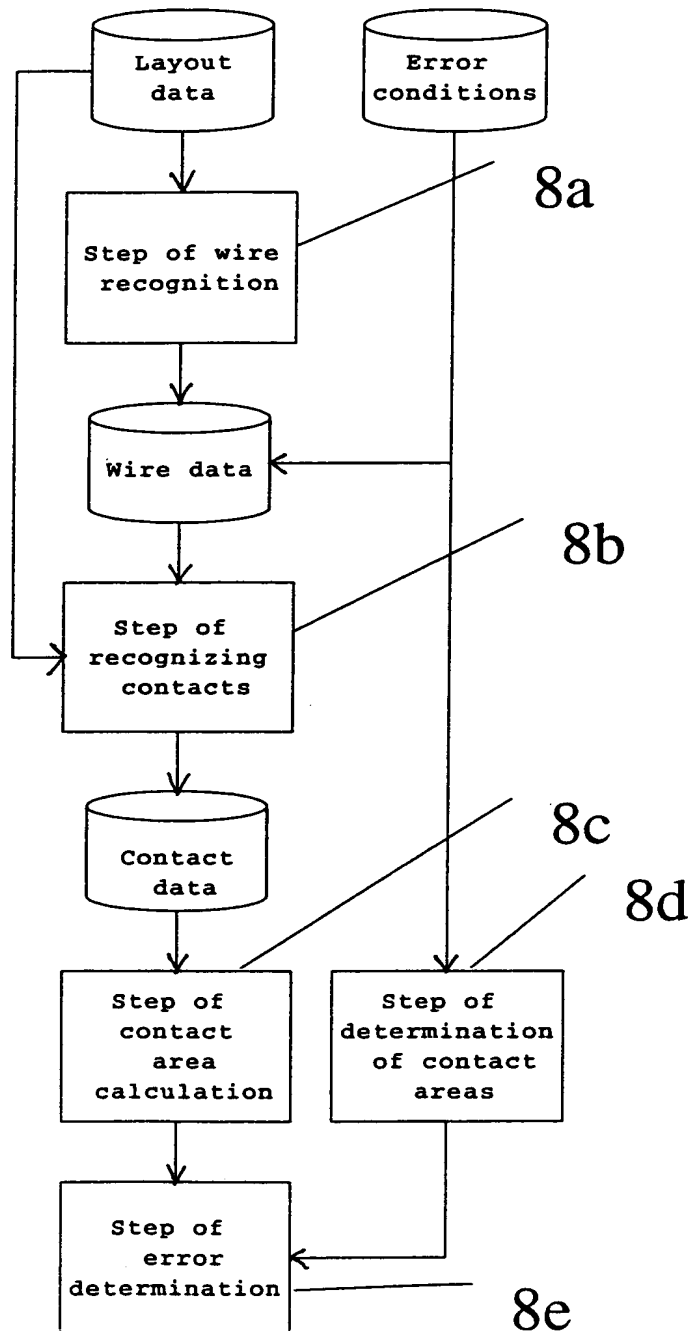 Layout
data
Error
conditions
8a
Step of wire
recognition
Wire data
8b
Step of
recognizing
contacts
8c
Contact
data
8d
Step of
contact
area
calculation
Step of
determination
of contact
areas
Step of
error
determination
8e